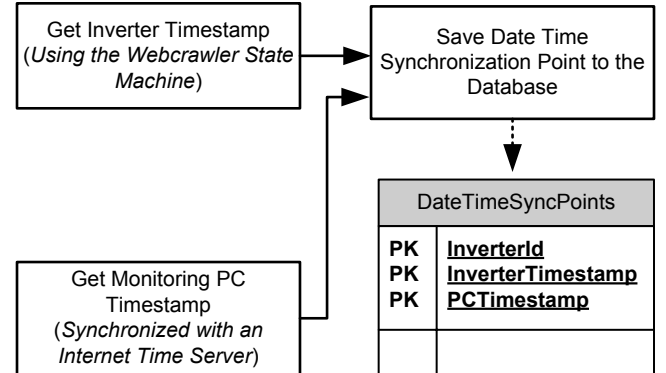 Get Inverter Timestamp
(Using the Webcrawler State
Machine)
Save Date Time
Synchronization Point to the
Database
Get Monitoring PC
Timestamp
(Synchronized with an
Internet Time Server)
DateTimeSyncPoints
PK InverterId
PK InverterTimestamp
PK PCTimestamp